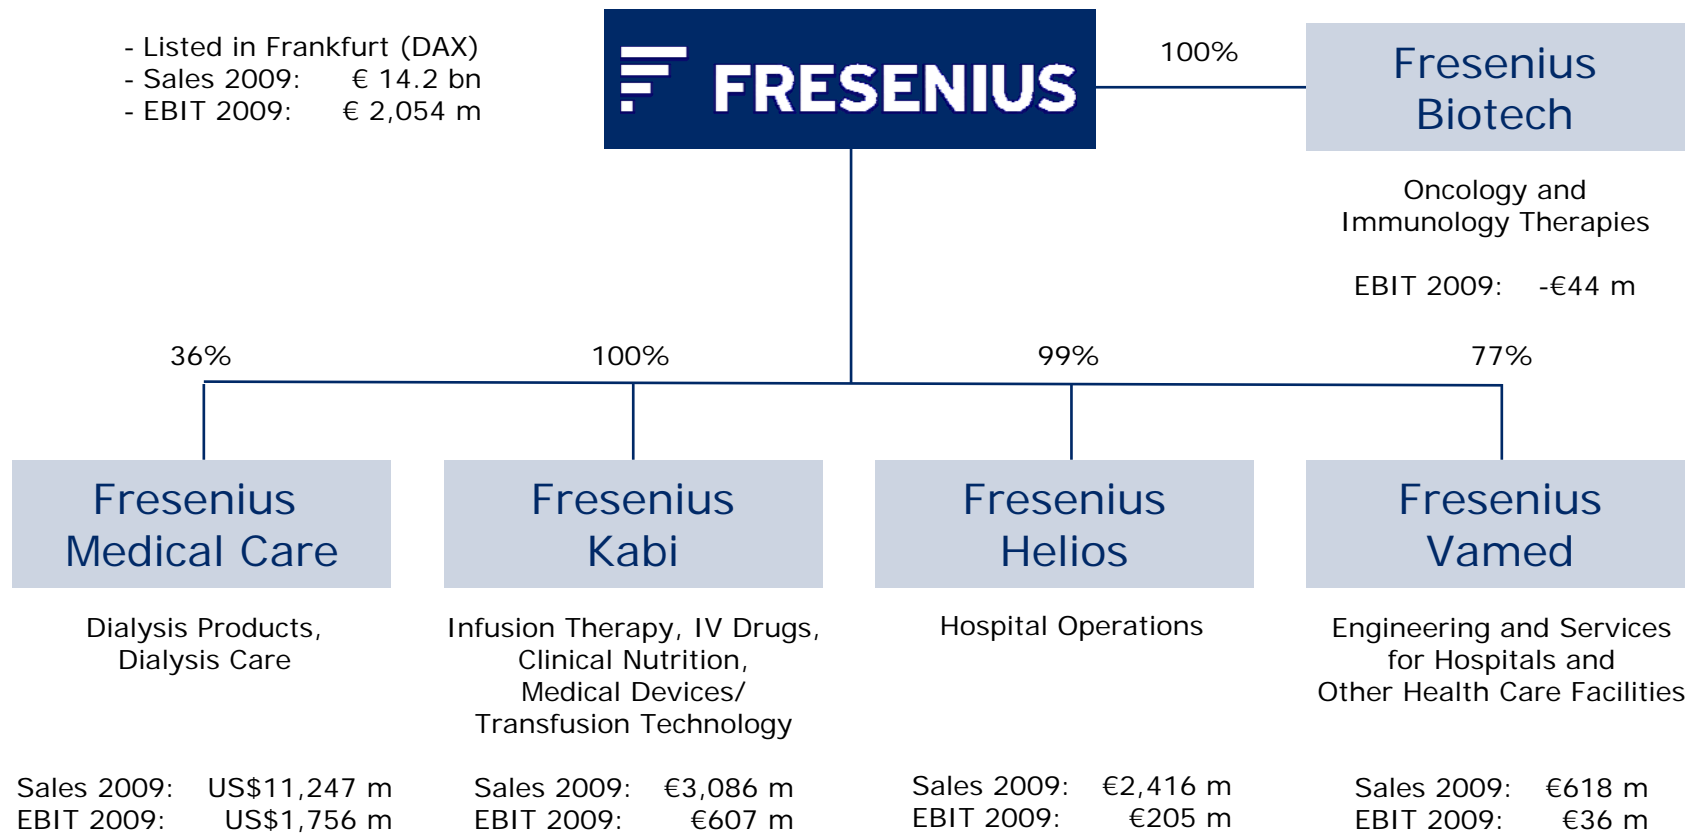 - Listed in Frankfurt (DAX)
- Sales 2009: € 14.2 bn
- EBIT 2009: € 2,054 m
FRESENIUS
100%
Fresenius
Biotech
Oncology and
Immunology Therapies
EBIT 2009: -€44 m
36%
100%
99%
77%
Fresenius
Medical Care
Dialysis Products,
Dialysis Care
Sales 2009: US$11,247 m
EBIT 2009: US$1,756 m
Fresenius
Kabi
Infusion Therapy, IV Drugs,
Clinical Nutrition,
Medical Devices/
Transfusion Technology
Sales 2009: €3,086 m
EBIT 2009: €607 m
Fresenius
Helios
Hospital Operations
Sales 2009: €2,416 m
EBIT 2009: €205 m
Fresenius
Vamed
Engineering and Services
for Hospitals and
Other Health Care Facilities
Sales 2009: €618 m
EBIT 2009: €36 m